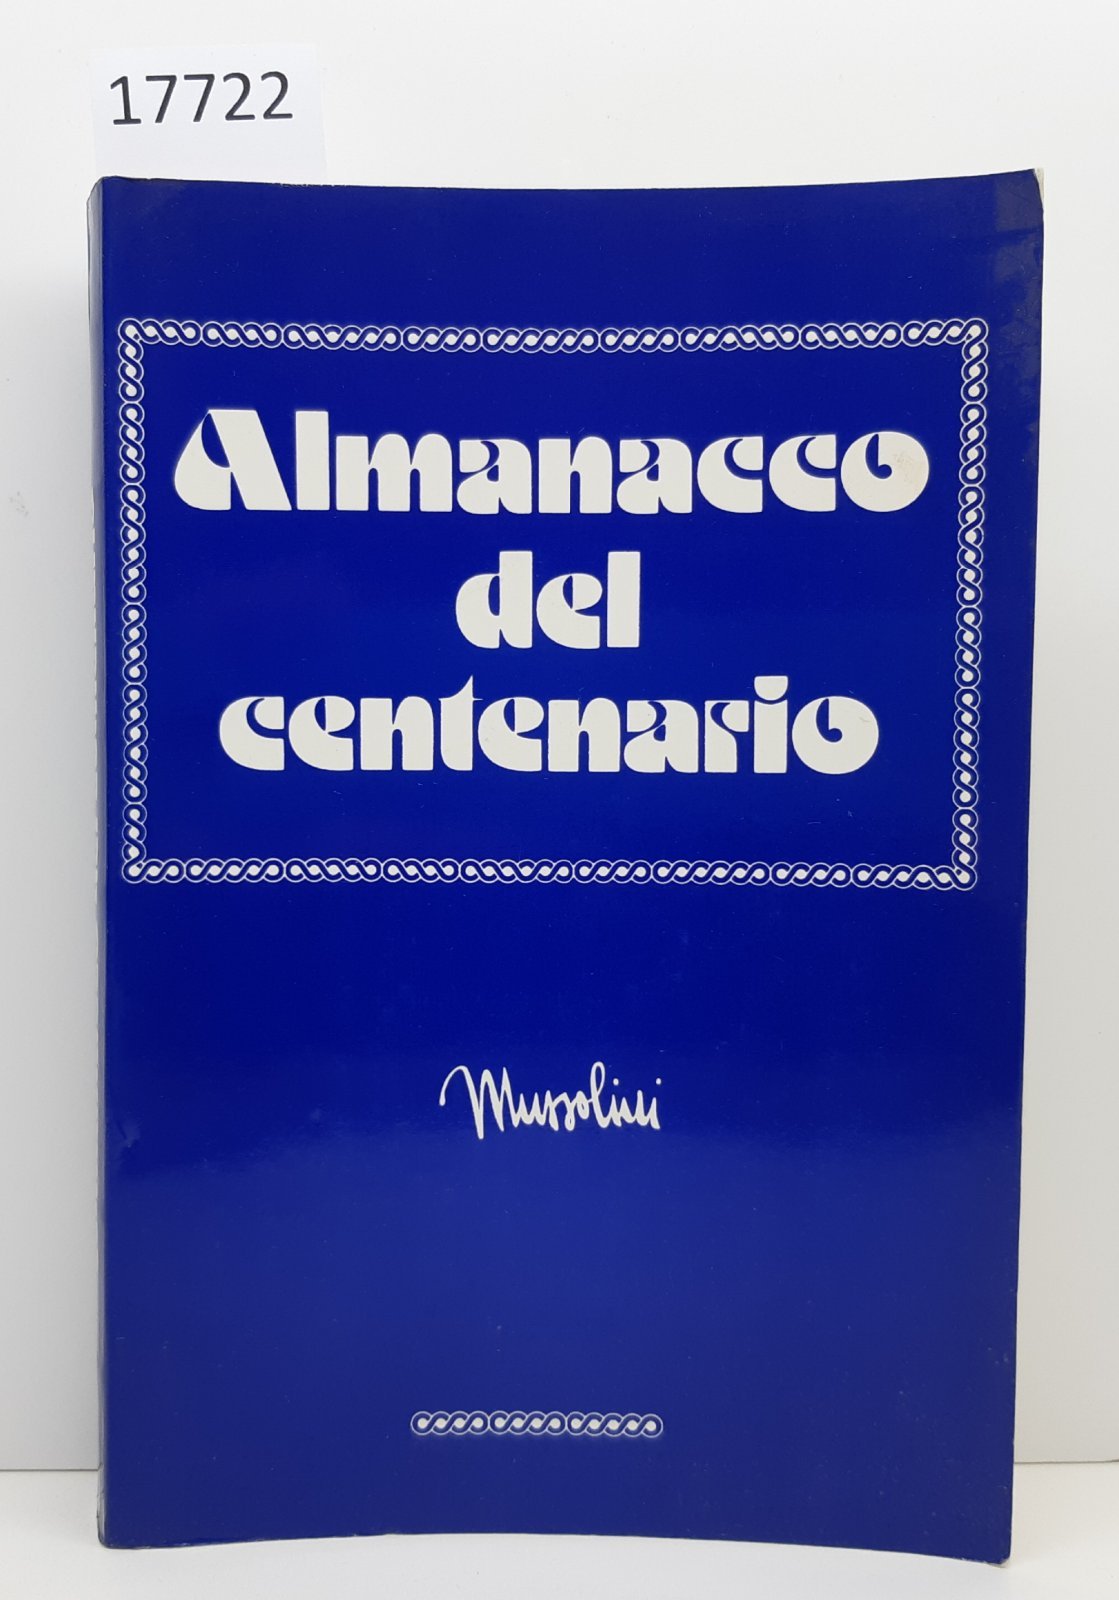 17722
Almanacco
del
centenario
Mussolini